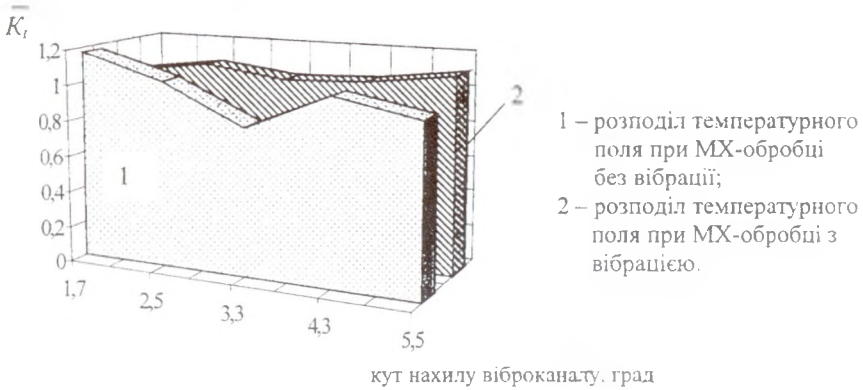 K̅ₜ
1,2
1
0,8
0,6
0,4
0,2
0
1
2
1,7
2,5
3,3
4,3
5,5
кут нахилу віброканалу, град
1 – розподіл температурного
поля при МХ-обробці
без вібрації;
2 – розподіл температурного
поля при МХ-обробці з
вібрацією.